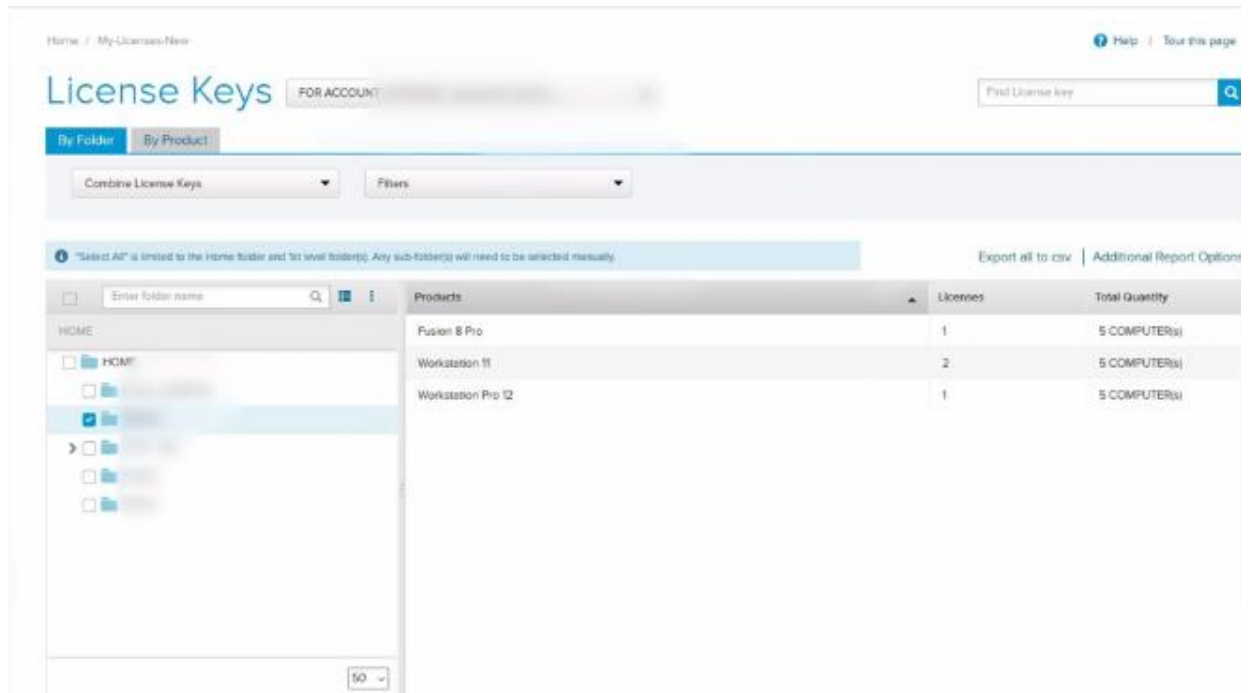 Home / My-Licenses-New
Help | Tour this page
License Keys
FOR ACCOUNT
Find License key
By Folder
By Product
Combine License Keys
Filters
"Select All" is limited to the Home folder and 1st level folder(s). Any sub-folder(s) will need to be selected manually.
Export all to csv | Additional Report Options
Enter folder name
Products
Licenses
Total Quantity
HOME
Fusion 8 Pro 1 5 COMPUTER(s)
HOME
Workstation 11 2 5 COMPUTER(s)
Workstation Pro 12 1 5 COMPUTER(s)
50